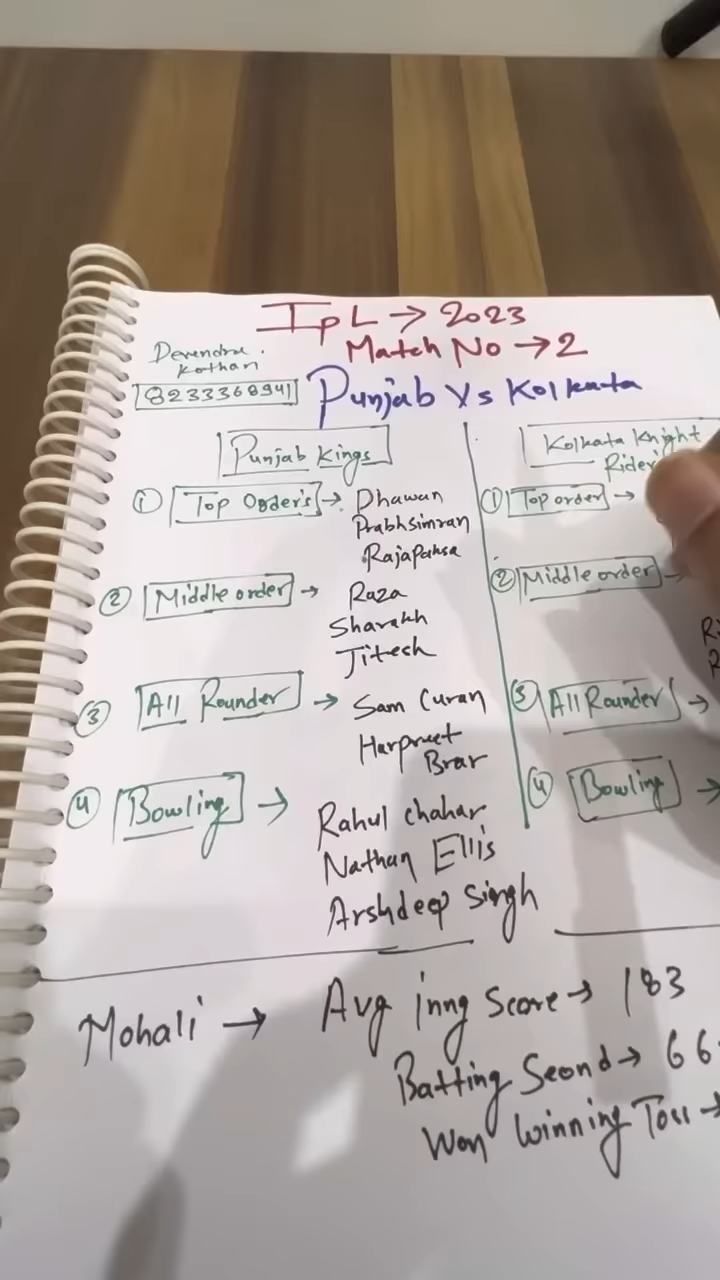 IPL → 2023
Match No → 2
Devendra
Kothari
8233368941
Punjab Vs Kolkata
Punjab Kings
① Top Order's → Dhawan
Prabhsimran
Rajapaksa
② Middle order → Raza
Sharukh
Jitesh
③ All Rounder → Sam Curan
Harpreet
Brar
④ Bowling → Rahul Chahar
Nathan Ellis
Arshdeep Singh
Kolkata Knight
Rider
① Top order →
② Middle order →
③ All Rounder →
④ Bowling →
Mohali → Avg inng Score → 183
Batting Seond → 66
Won Winning Toss →